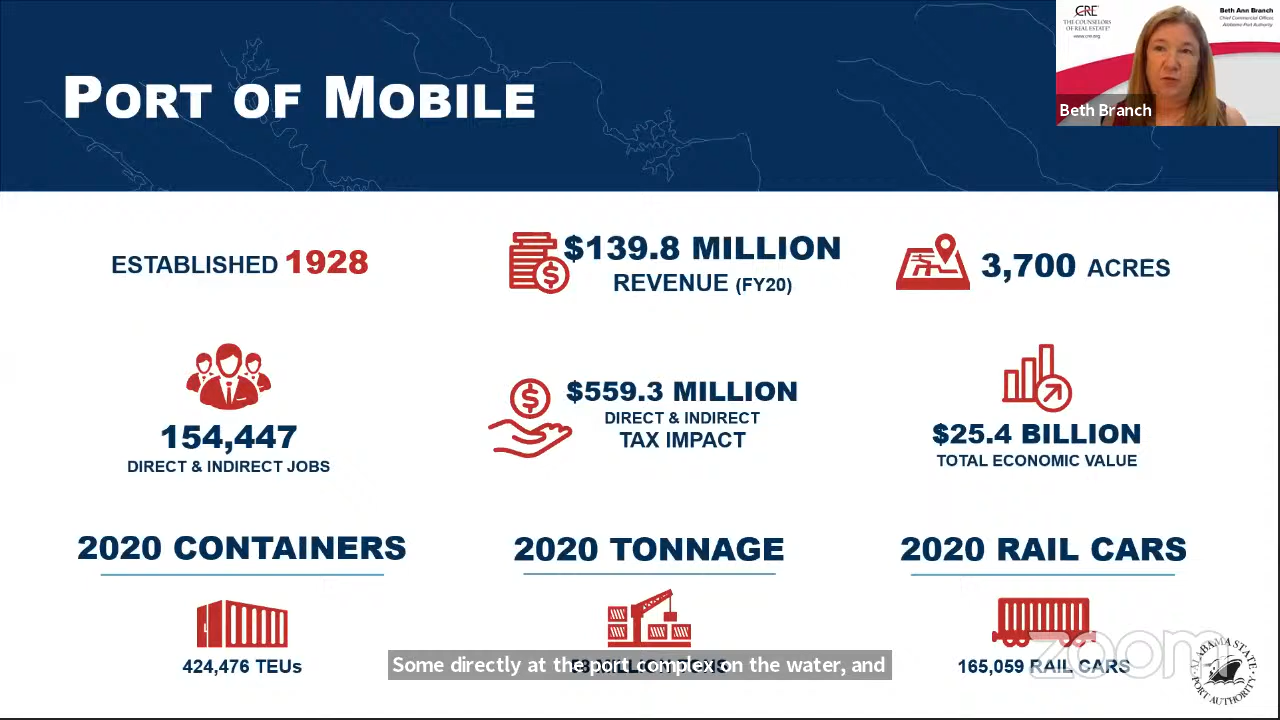 PORT OF MOBILE
CRE
THE COUNSELORS
OF REAL ESTATE
www.cre.org
Beth Ann Branch
Chief Commercial Officer
Alabama Port Authority
Beth Branch
ESTABLISHED 1928
$139.8 MILLION
REVENUE (FY20)
3,700 ACRES
154,447
DIRECT & INDIRECT JOBS
$559.3 MILLION
DIRECT & INDIRECT
TAX IMPACT
$25.4 BILLION
TOTAL ECONOMIC VALUE
2020 CONTAINERS
2020 TONNAGE
2020 RAIL CARS
424,476 TEUs
Some directly at the port complex on the water, and
165,059 RAIL CARS
zoom
ALABAMA STATE
PORT AUTHORITY